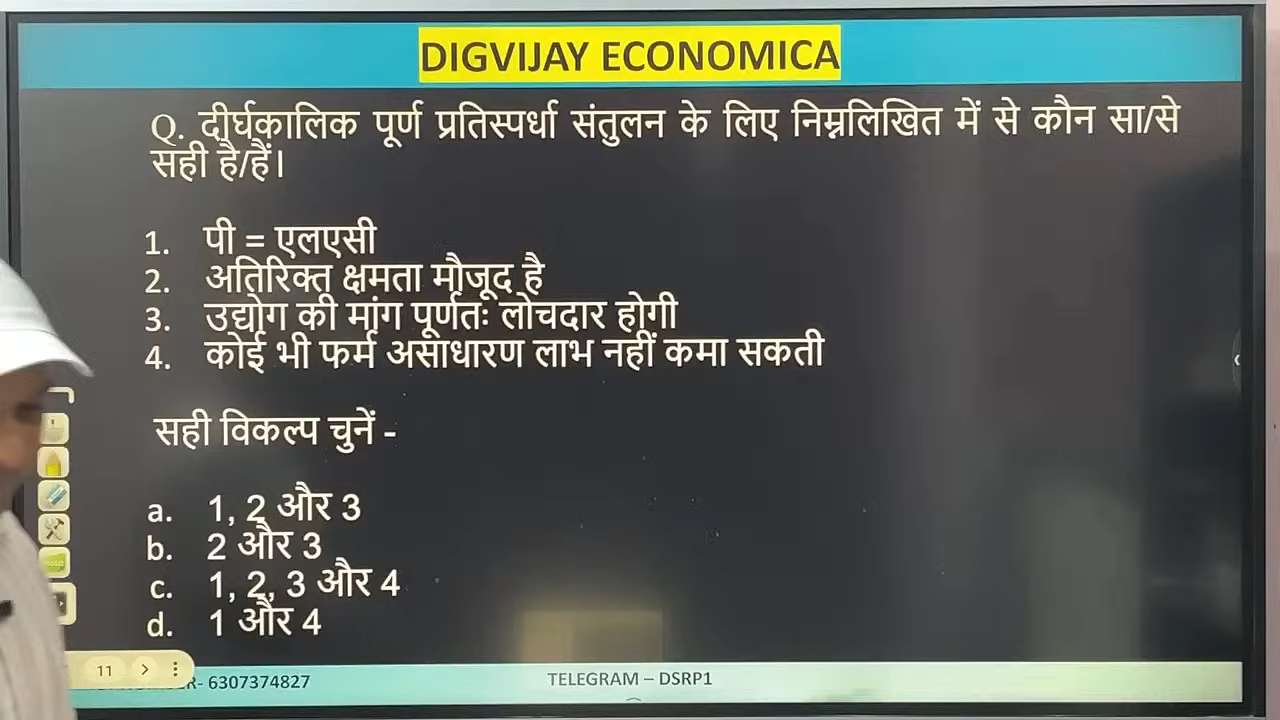 DIGVIJAY ECONOMICA
Q. दीर्घकालिक पूर्ण प्रतिस्पर्धा संतुलन के लिए निम्नलिखित में से कौन सा/से
सही है/हैं।
1. पी = एलएसी
2. अतिरिक्त क्षमता मौजूद है
3. उद्योग की मांग पूर्णतः लोचदार होगी
4. कोई भी फर्म असाधारण लाभ नहीं कमा सकती
सही विकल्प चुनें -
a. 1, 2 और 3
b. 2 और 3
c. 1, 2, 3 और 4
d. 1 और 4
11
R- 6307374827
TELEGRAM – DSRP1